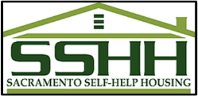 SSHH
SACRAMENTO SELF-HELP HOUSING